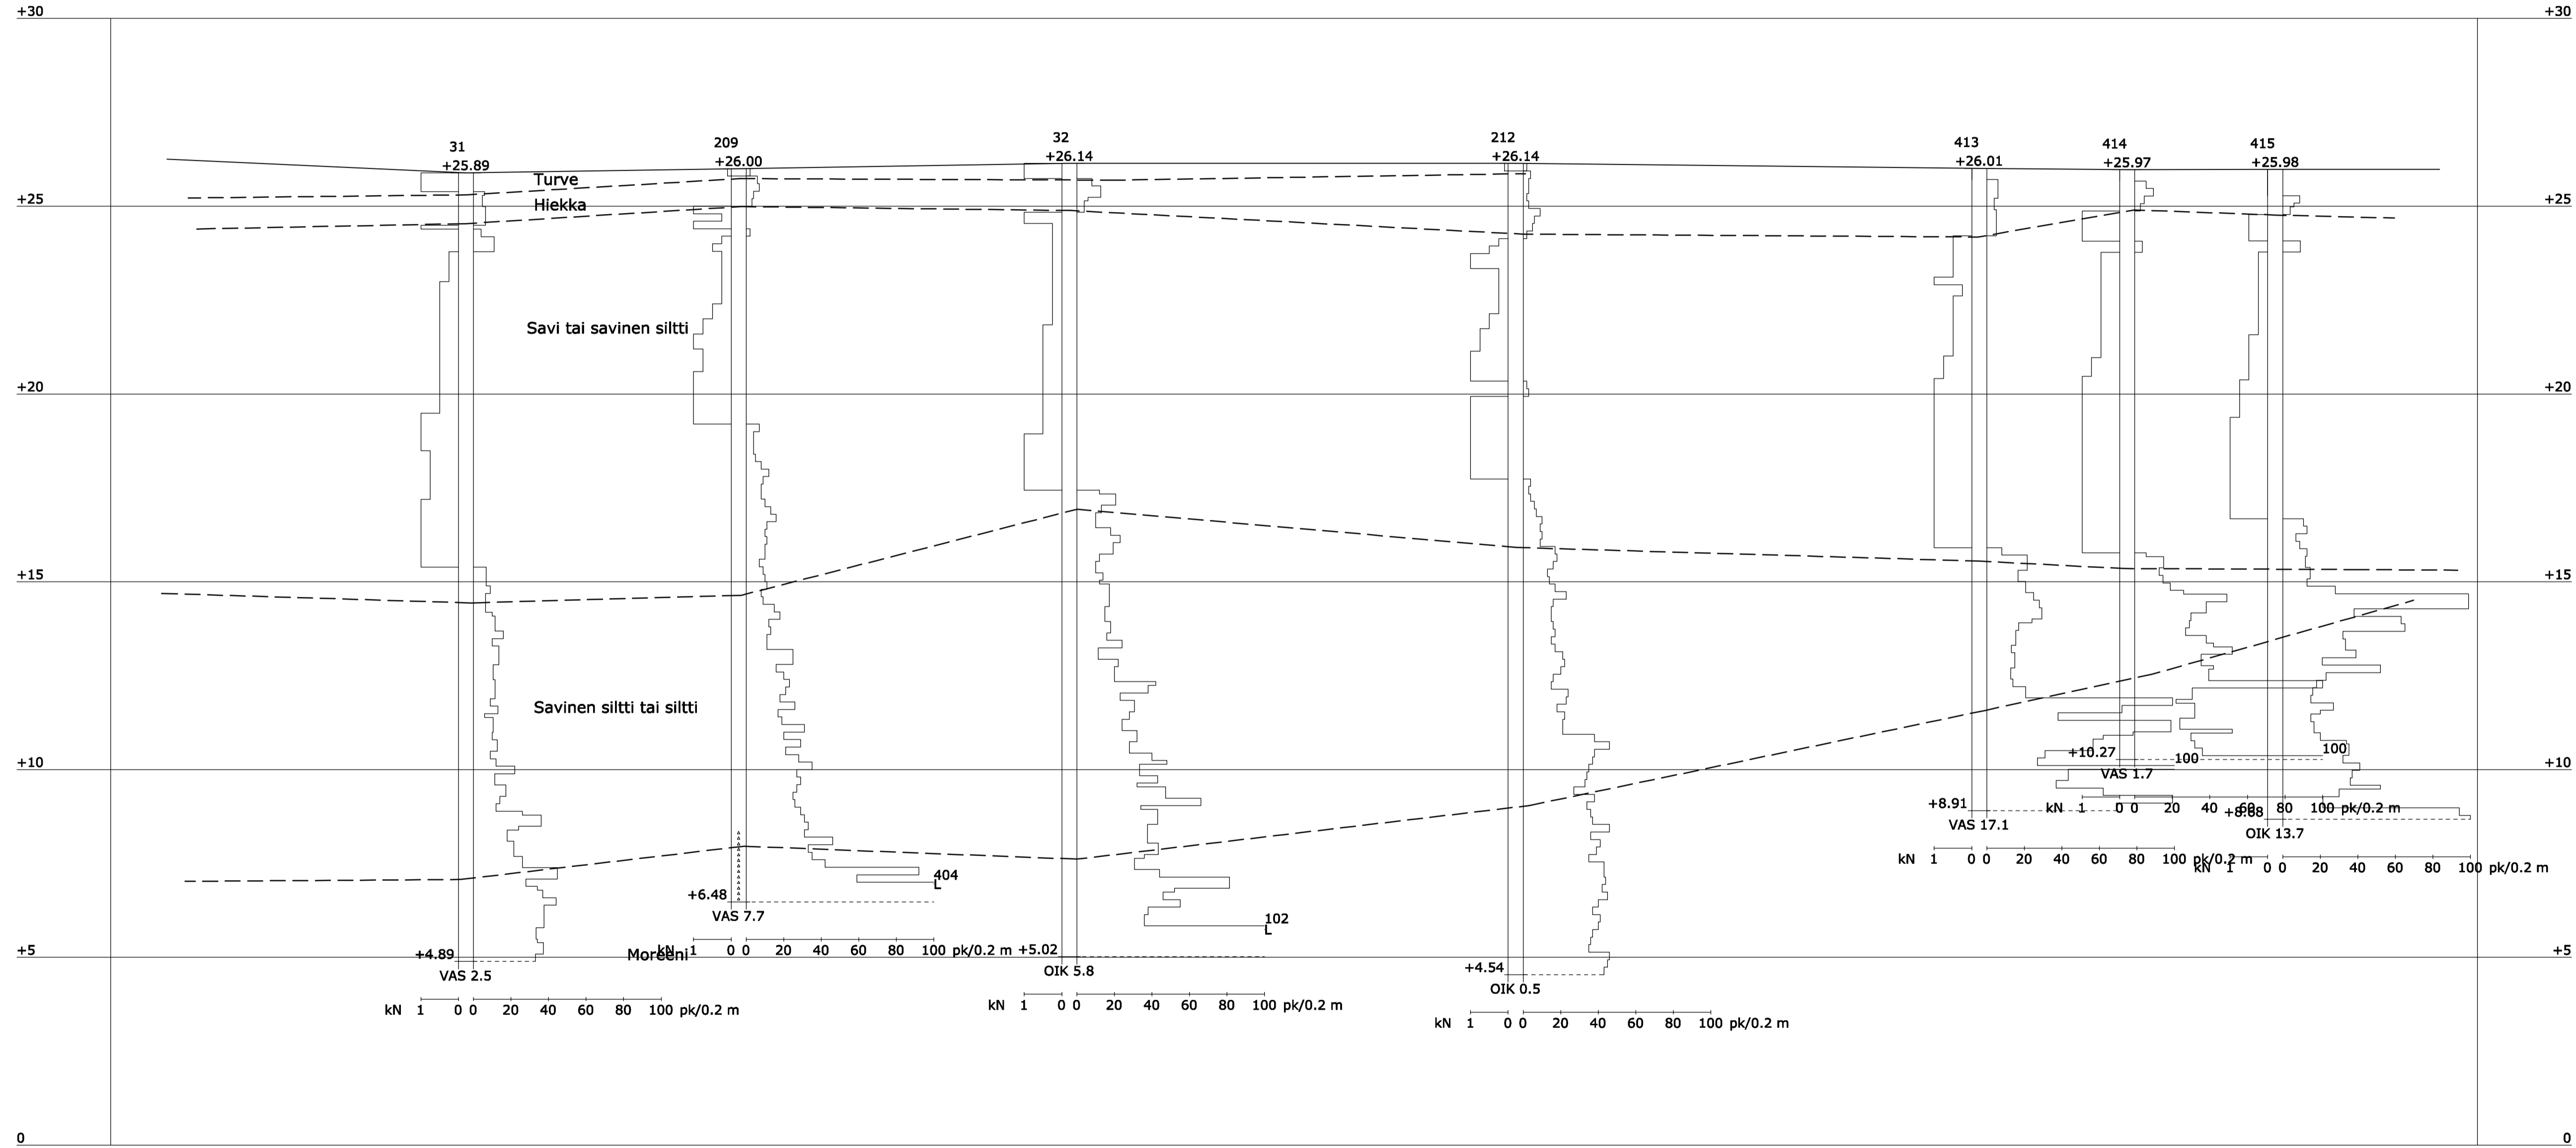 +30 +30
31 209 32 212 413 414 415
+25.89 +26.00 +26.14 +26.14 +26.01 +25.97 +25.98
Turve
Hiekka
+25 +25
Savi tai savinen siltti
+20 +20
+15 +15
Savinen siltti tai siltti
+10 +10
100
+10.27 100
VAS 1.7
kN 1 0 0 20 40 60 80 100 pk/0.2 m
+8.91 +8.68
VAS 17.1 OIK 13.7
kN 1 0 0 20 40 60 80 100 pk/0.2 m
kN 1 0 0 20 40 60 80 100 pk/0.2 m
404
L
+6.48
VAS 7.7
102
L
kN 1 0 0 20 40 60 80 100 pk/0.2 m
+5 +5
+4.89 Moreeni +5.02
VAS 2.5 OIK 5.8
+4.54
OIK 0.5
kN 1 0 0 20 40 60 80 100 pk/0.2 m
kN 1 0 0 20 40 60 80 100 pk/0.2 m
kN 1 0 0 20 40 60 80 100 pk/0.2 m
0 0